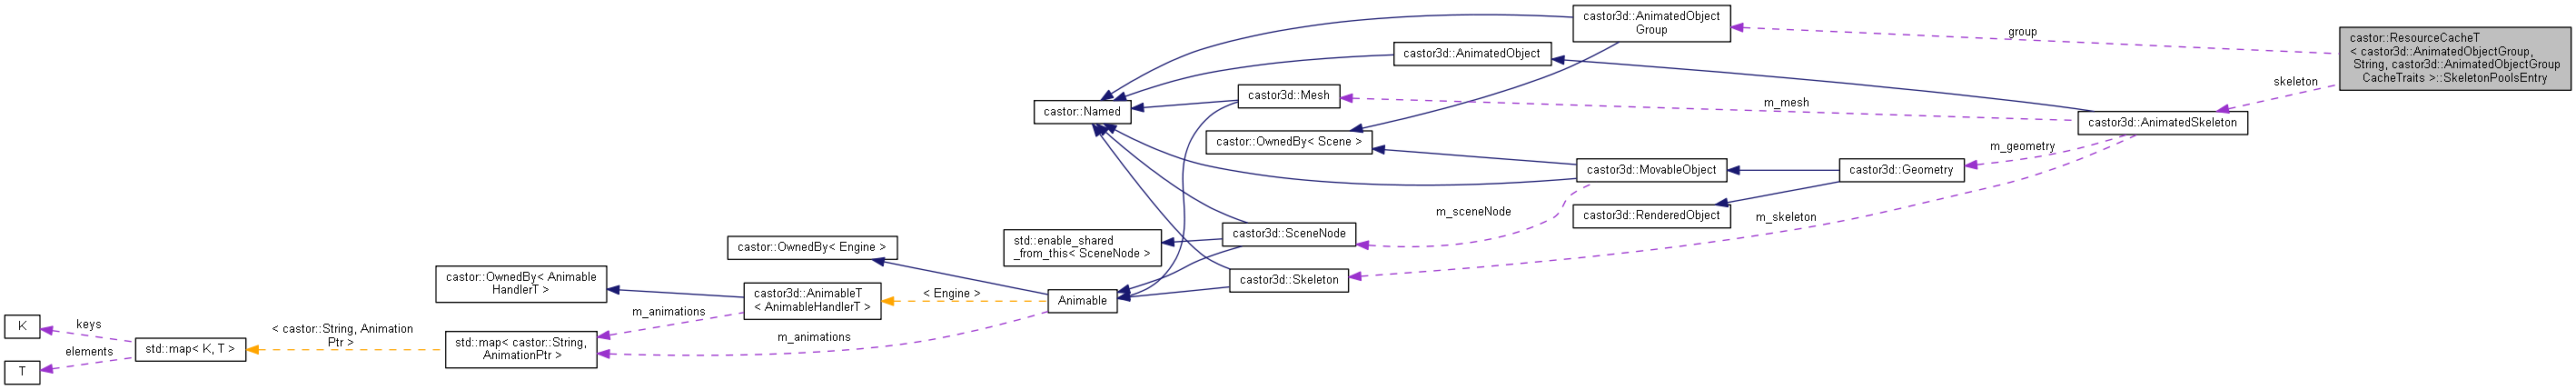 castor3d::AnimatedObject
Group
group
castor::ResourceCacheT
< castor3d::AnimatedObjectGroup,
String, castor3d::AnimatedObjectGroup
CacheTraits >::SkeletonPoolsEntry
castor3d::AnimatedObject
skeleton
castor3d::Mesh
m_mesh
castor::Named
castor3d::AnimatedSkeleton
castor::OwnedBy< Scene >
m_geometry
castor3d::MovableObject
castor3d::Geometry
m_sceneNode
castor3d::RenderedObject
m_skeleton
castor3d::SceneNode
std::enable_shared
_from_this< SceneNode >
castor::OwnedBy< Engine >
castor::OwnedBy< Animable
HandlerT >
castor3d::Skeleton
castor3d::AnimableT
< AnimableHandlerT >
< Engine >
Animable
m_animations
K
keys
< castor::String, Animation
Ptr >
m_animations
std::map< castor::String,
AnimationPtr >
std::map< K, T >
elements
T